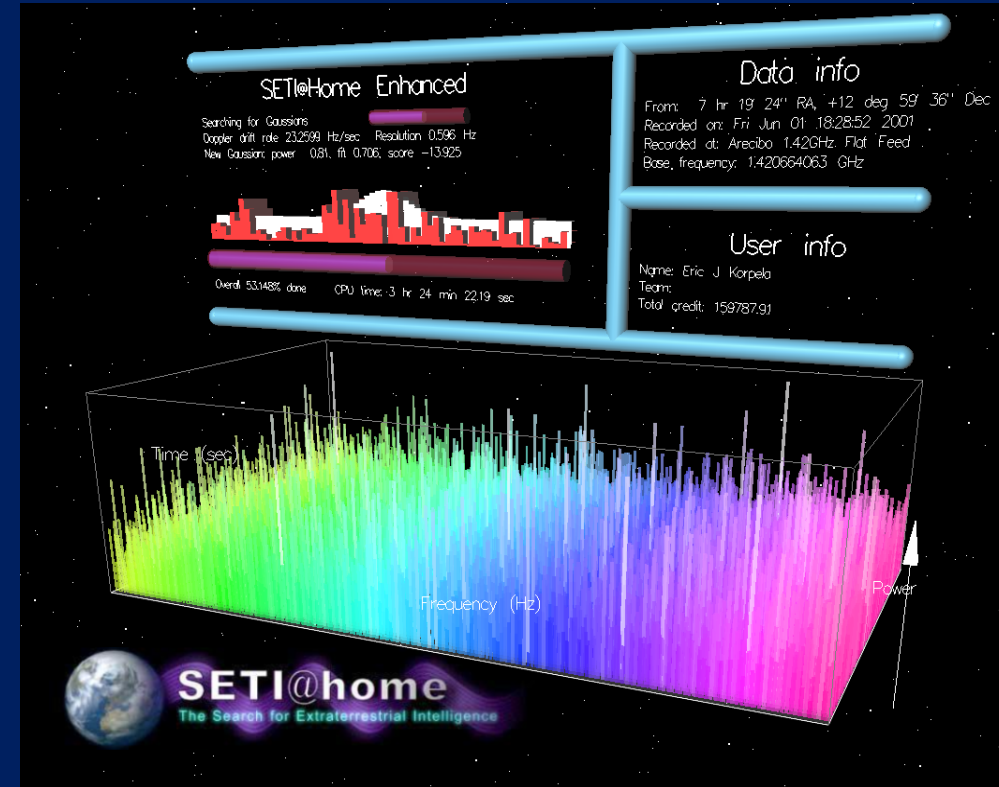 SETI@Home Enhanced
Searching for Gaussians
Doppler drift rate 23.2599 Hz/sec Resolution 0.596 Hz
New Gaussian: power 0.81, fit 0.706, score -13.925
Overall 53.148% done CPU time: 3 hr 24 min 22.19 sec
Data info
From: 7 hr 19' 24'' RA, +12 deg 59' 36'' Dec
Recorded on: Fri Jun 01 18:28:52 2001
Recorded at: Arecibo 1.42GHz Flat Feed
Base frequency: 1.420664063 GHz
User info
Name: Eric J Korpela
Team:
Total credit: 159787.91
Time (sec)
Frequency (Hz)
Power
SETI@home
The Search for Extraterrestrial Intelligence